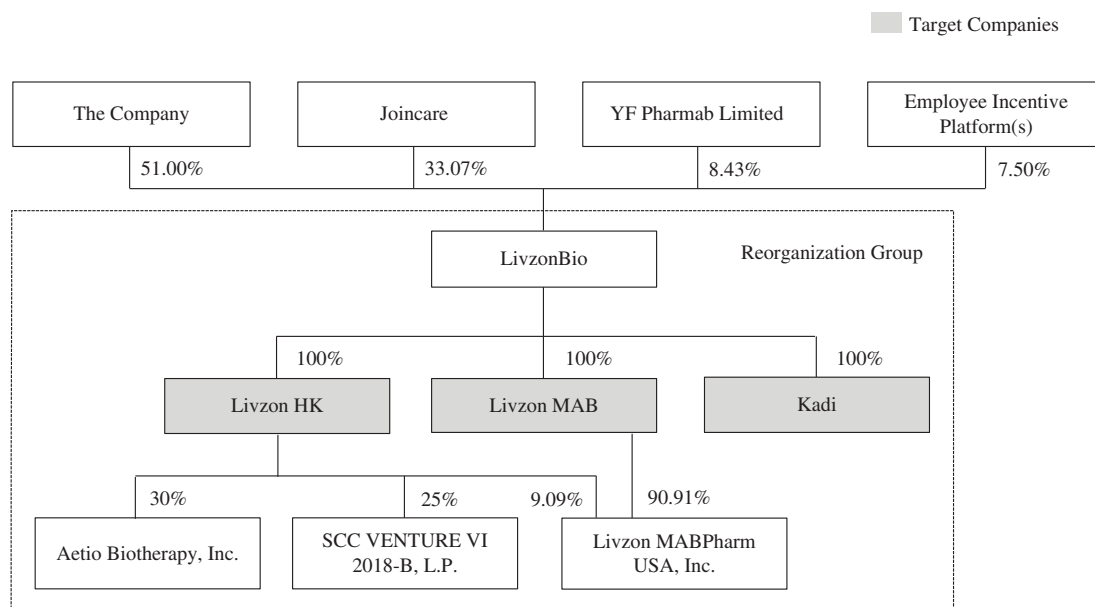 Target Companies
The Company
Joincare
YF Pharmab Limited
Employee Incentive
Platform(s)
51.00%
33.07%
8.43%
7.50%
LivzonBio
Reorganization Group
100%
100%
100%
Livzon HK
Livzon MAB
Kadi
30%
25%
9.09%
90.91%
Aetio Biotherapy, Inc.
SCC VENTURE VI
2018-B, L.P.
Livzon MABPharm
USA, Inc.